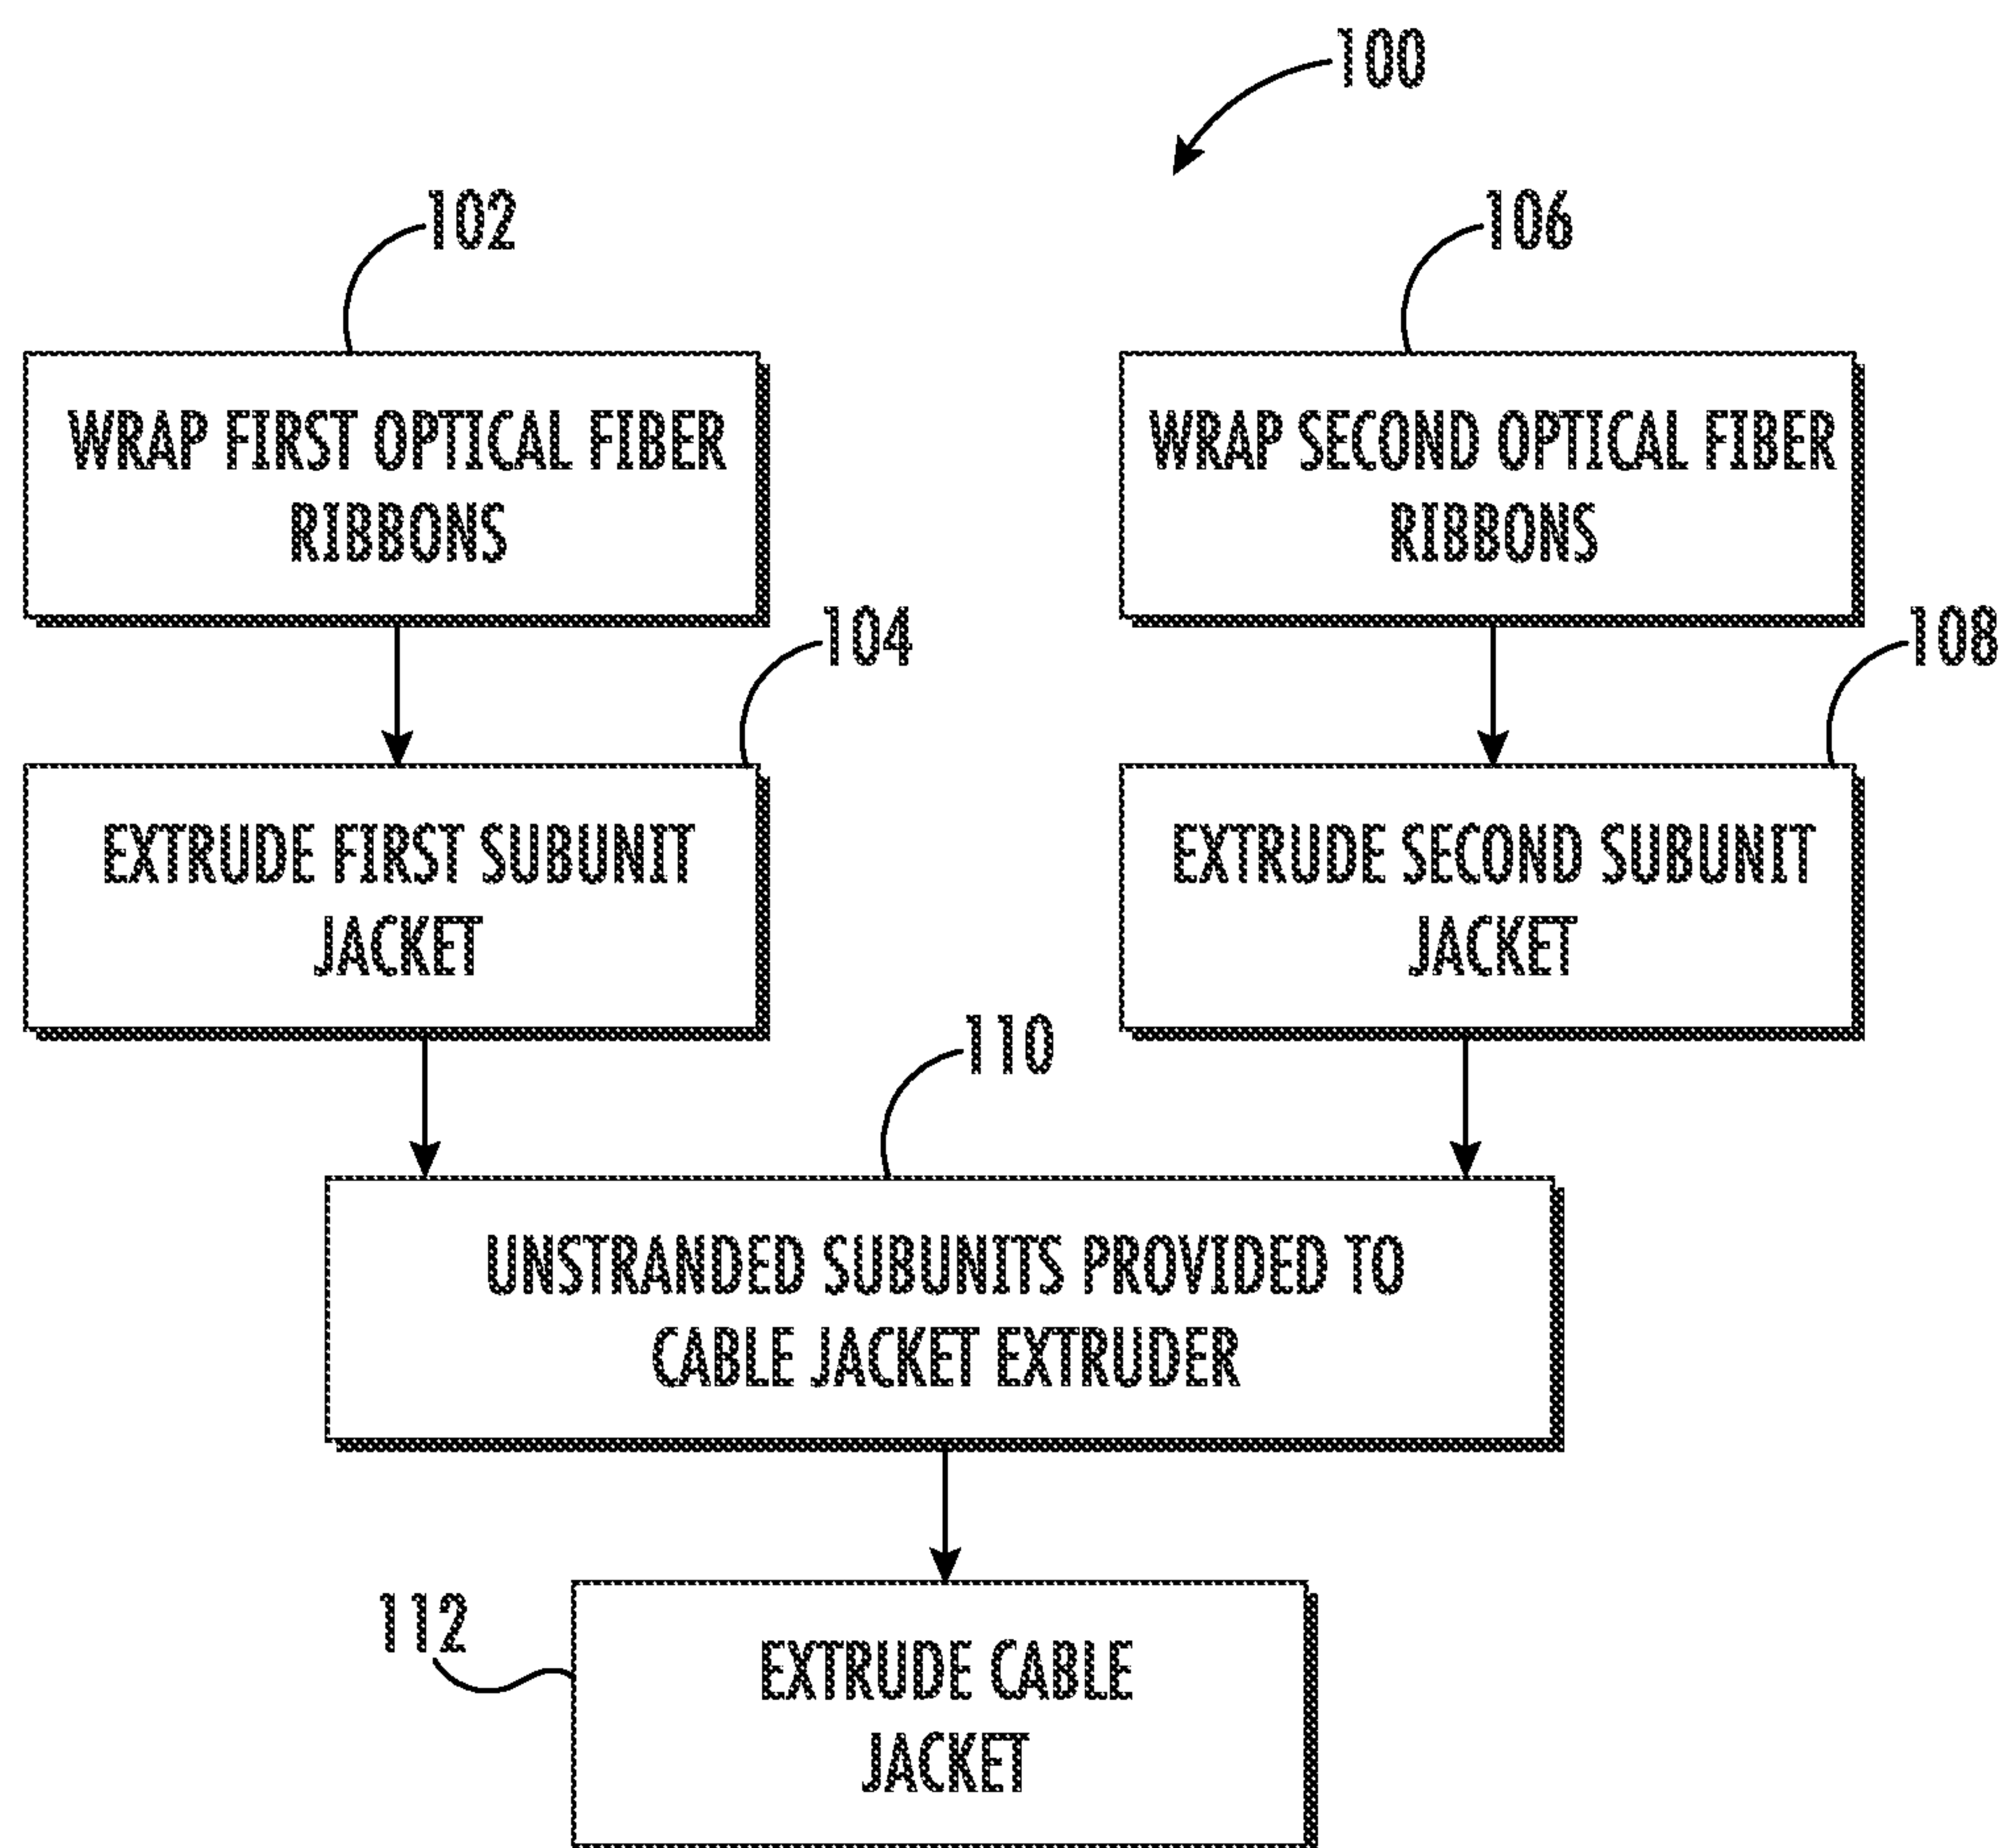 100
102
106
WRAP FIRST OPTICAL FIBER
RIBBONS
WRAP SECOND OPTICAL FIBER
RIBBONS
104
108
EXTRUDE FIRST SUBUNIT
JACKET
EXTRUDE SECOND SUBUNIT
JACKET
110
UNSTRANDED SUBUNITS PROVIDED TO
CABLE JACKET EXTRUDER
112
EXTRUDE CABLE
JACKET